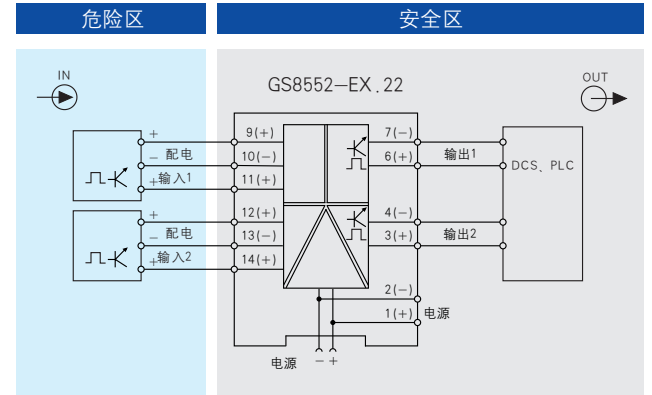 危险区
安全区
IN
GS8552-EX.22
OUT
+
- 配电
+输入1
9(+)
10(-)
11(+)
7(-)
6(+)
输出1
DCS、PLC
+
- 配电
+输入2
12(+)
13(-)
14(+)
4(-)
3(+)
输出2
2(-)
1(+)
电源
电源 - +